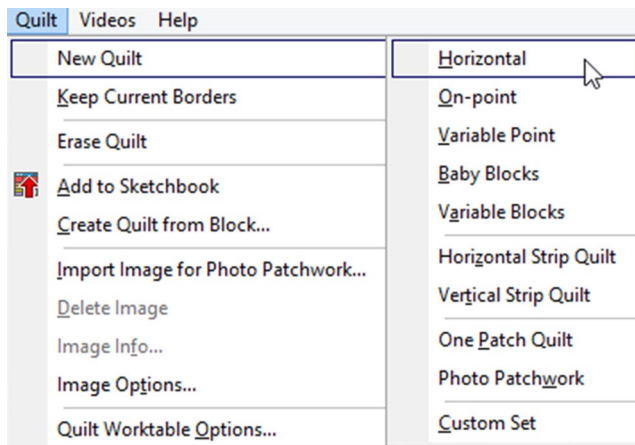 Quilt Videos Help
New Quilt
Keep Current Borders
Erase Quilt
Add to Sketchbook
Create Quilt from Block...
Import Image for Photo Patchwork...
Delete Image
Image Info...
Image Options...
Quilt Worktable Options...
Horizontal
On-point
Variable Point
Baby Blocks
Variable Blocks
Horizontal Strip Quilt
Vertical Strip Quilt
One Patch Quilt
Photo Patchwork
Custom Set